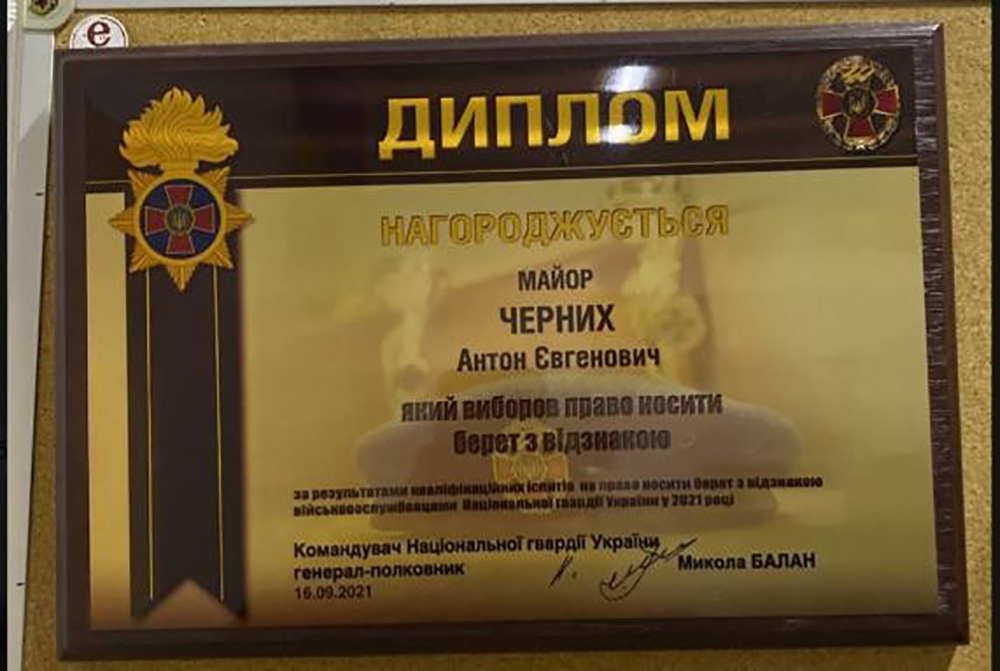 e
ДИПЛОМ
НАГОРОДЖУЄТЬСЯ
МАЙОР
ЧЕРНИХ
Антон Євгенович
який виборов право носити
берет з відзнакою
за результатами кваліфікаційних іспитів на право носити берет з відзнакою
військовослужбовцями Національної гвардії України у 2021 році
Командувач Національної гвардії України
генерал-полковник
Микола БАЛАН
16.09.2021